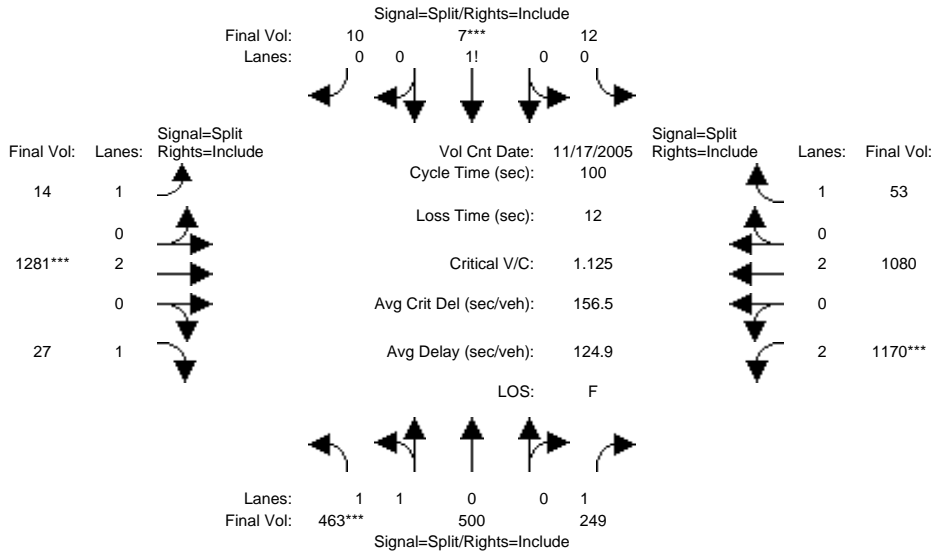 Signal=Split/Rights=Include
Final Vol: 10 7*** 12
Lanes: 0 0 1! 0 0
Signal=Split Signal=Split
Final Vol: Lanes: Rights=Include Vol Cnt Date: 11/17/2005 Rights=Include Lanes: Final Vol:
Cycle Time (sec): 100
14 1 1 53
Loss Time (sec): 12
0 0
1281*** 2 Critical V/C: 1.125 2 1080
0 Avg Crit Del (sec/veh): 156.5 0
27 1 Avg Delay (sec/veh): 124.9 2 1170***
LOS: F
Lanes: 1 1 0 0 1
Final Vol: 463*** 500 249
Signal=Split/Rights=Include